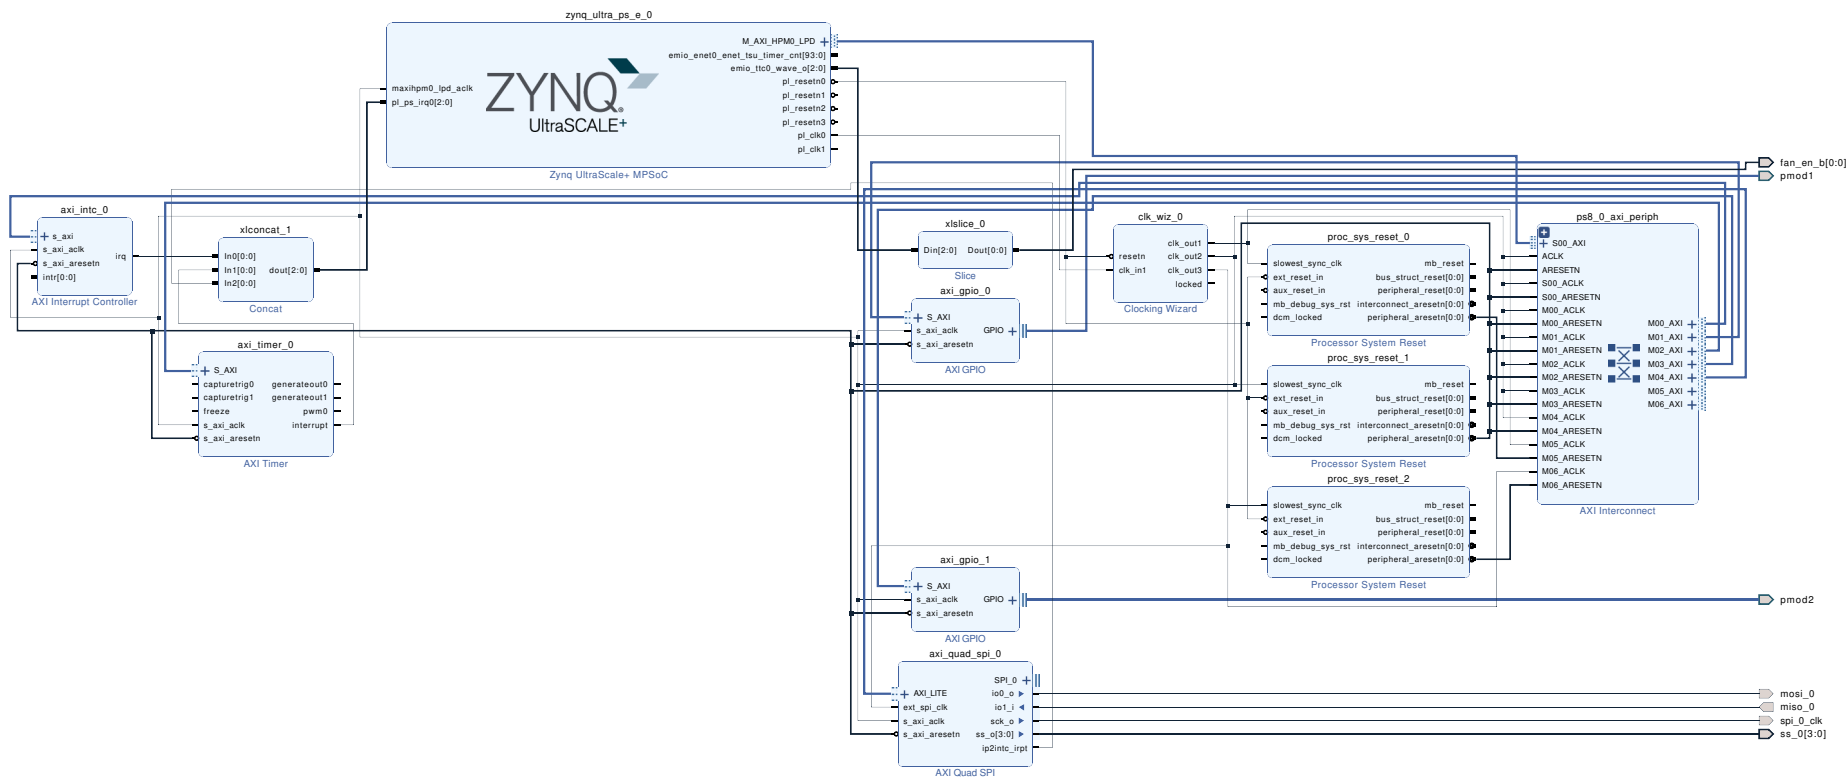 zynq_ultra_ps_e_0
M_AXI_HPM0_LPD
emio_enet0_enet_tsu_timer_cnt[93:0]
emio_ttc0_wave_o[2:0]
pl_resetn0
pl_resetn1
pl_resetn2
pl_resetn3
pl_clk0
pl_clk1
maxihpm0_lpd_aclk
pl_ps_irq0[2:0]
ZYNQ®
UltraSCALE+
Zynq UltraScale+ MPSoC
fan_en_b[0:0]
pmod1
axi_intc_0
s_axi
s_axi_aclk
s_axi_aresetn
intr[0:0]
irq
AXI Interrupt Controller
xlconcat_1
In0[0:0]
In1[0:0]
In2[0:0]
dout[2:0]
Concat
axi_timer_0
S_AXI
capturetrig0
capturetrig1
freeze
s_axi_aclk
s_axi_aresetn
generateout0
generateout1
pwm0
interrupt
AXI Timer
xlslice_0
Din[2:0]
Dout[0:0]
Slice
axi_gpio_0
S_AXI
s_axi_aclk
s_axi_aresetn
GPIO
AXI GPIO
clk_wiz_0
resetn
clk_in1
clk_out1
clk_out2
clk_out3
locked
Clocking Wizard
proc_sys_reset_0
slowest_sync_clk
ext_reset_in
aux_reset_in
mb_debug_sys_rst
dcm_locked
mb_reset
bus_struct_reset[0:0]
peripheral_reset[0:0]
interconnect_aresetn[0:0]
peripheral_aresetn[0:0]
Processor System Reset
proc_sys_reset_1
slowest_sync_clk
ext_reset_in
aux_reset_in
mb_debug_sys_rst
dcm_locked
mb_reset
bus_struct_reset[0:0]
peripheral_reset[0:0]
interconnect_aresetn[0:0]
peripheral_aresetn[0:0]
Processor System Reset
proc_sys_reset_2
slowest_sync_clk
ext_reset_in
aux_reset_in
mb_debug_sys_rst
dcm_locked
mb_reset
bus_struct_reset[0:0]
peripheral_reset[0:0]
interconnect_aresetn[0:0]
peripheral_aresetn[0:0]
Processor System Reset
ps8_0_axi_periph
S00_AXI
ACLK
ARESETN
S00_ACLK
S00_ARESETN
M00_ACLK
M00_ARESETN
M01_ACLK
M01_ARESETN
M02_ACLK
M02_ARESETN
M03_ACLK
M03_ARESETN
M04_ACLK
M04_ARESETN
M05_ACLK
M05_ARESETN
M06_ACLK
M06_ARESETN
M00_AXI
M01_AXI
M02_AXI
M03_AXI
M04_AXI
M05_AXI
M06_AXI
AXI Interconnect
axi_gpio_1
S_AXI
s_axi_aclk
s_axi_aresetn
GPIO
AXI GPIO
pmod2
axi_quad_spi_0
AXI_LITE
ext_spi_clk
s_axi_aclk
s_axi_aresetn
SPI_0
io0_o
io1_i
sck_o
ss_o[3:0]
ip2intc_irpt
AXI Quad SPI
mosi_0
miso_0
spi_0_clk
ss_0[3:0]